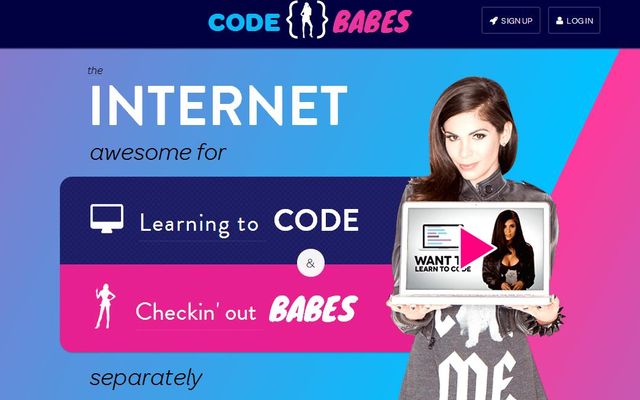 CODE { } BABES
SIGN UP
LOG IN
the
INTERNET
awesome for
Learning to CODE
&
Checkin' out BABES
separately
WANT T
LEARN TO CODE
ME